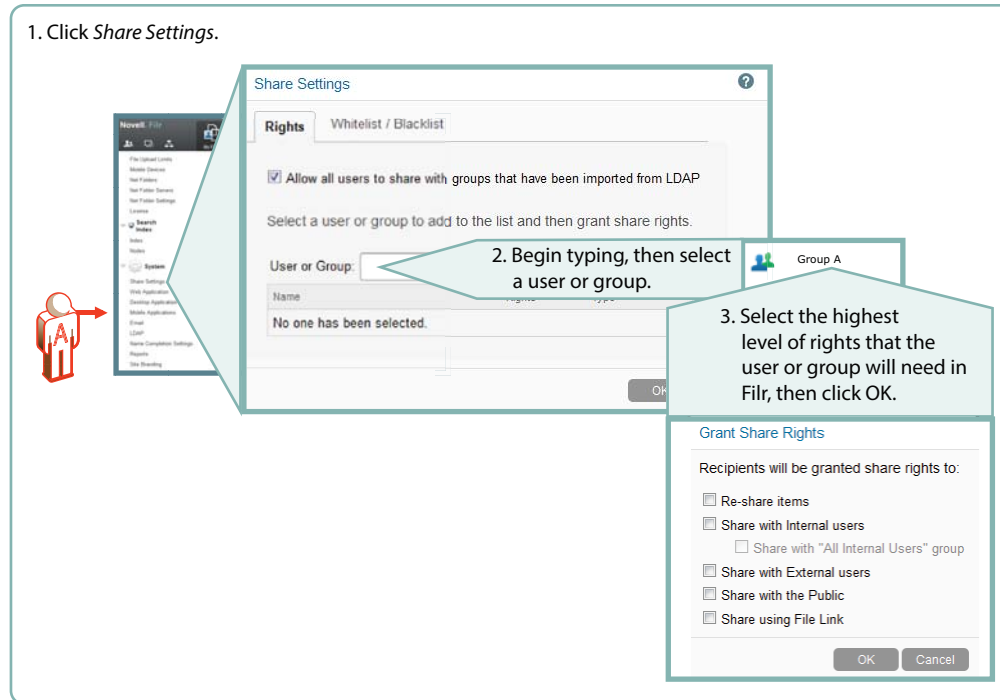 1. Click Share Settings.
Share Settings
?
Rights
Whitelist / Blacklist
Allow all users to share with groups that have been imported from LDAP
Select a user or group to add to the list and then grant share rights.
User or Group:
Name
Rights
Type
No one has been selected.
OK
Novell Filr
File Upload Limits
Mobile Devices
Net Folders
Net Folder Servers
Net Folder Settings
License
Search
Index
Index
Nodes
System
Share Settings
Web Application
Desktop Application
Mobile Applications
Email
LDAP
Name Completion Settings
Reports
Site Branding
A
2. Begin typing, then select
a user or group.
Group A
3. Select the highest
level of rights that the
user or group will need in
Filr, then click OK.
Grant Share Rights
Recipients will be granted share rights to:
Re-share items
Share with Internal users
Share with "All Internal Users" group
Share with External users
Share with the Public
Share using File Link
OK
Cancel